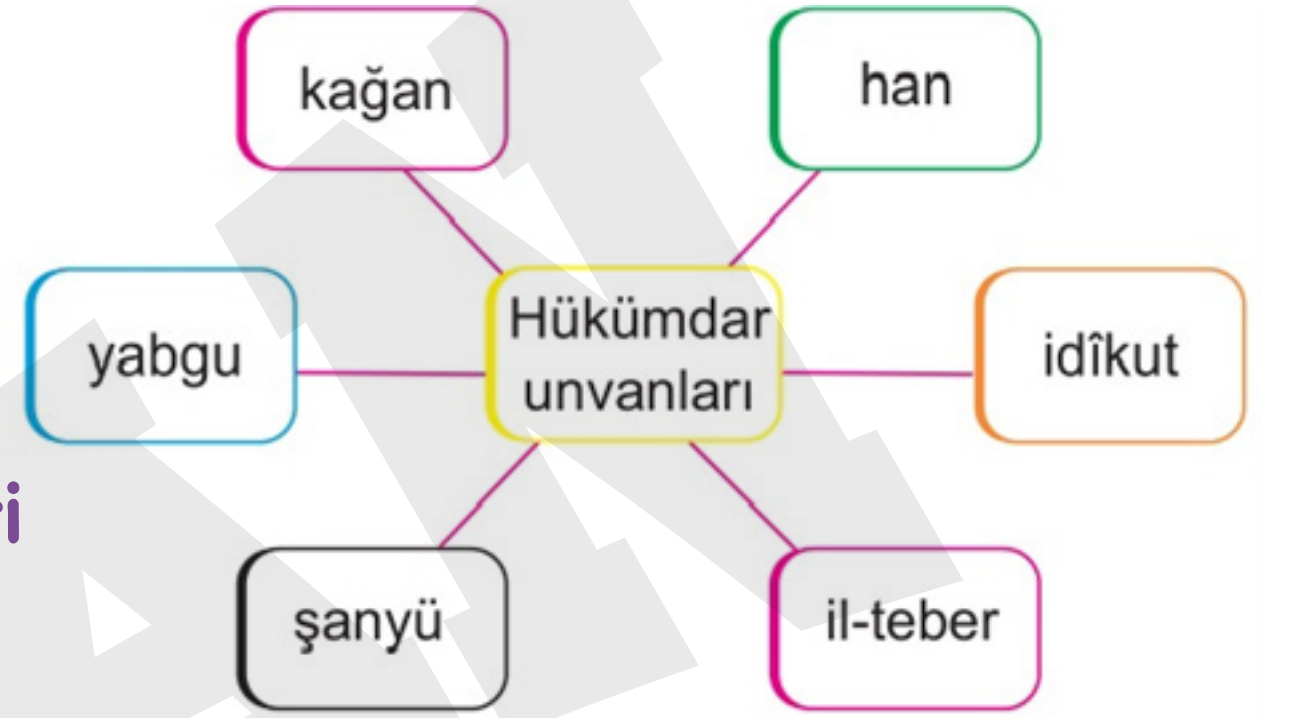 kağan
han
yabgu
Hükümdar
unvanları
idîkut
şanyü
il-teber